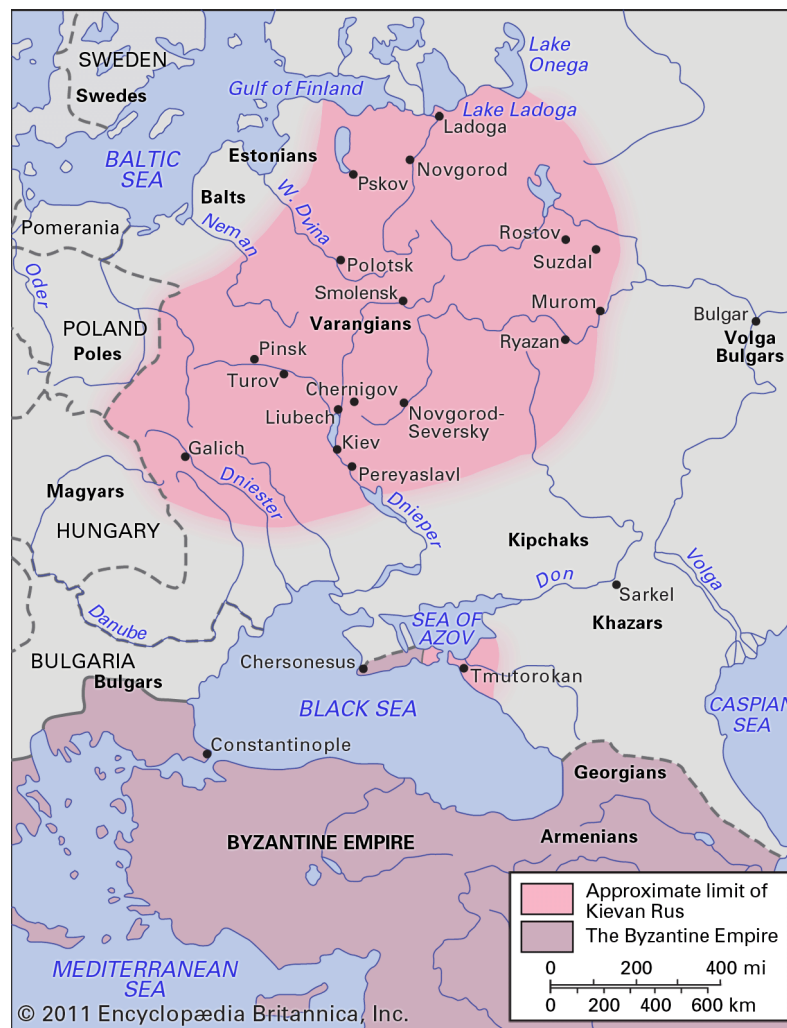 SWEDEN
Swedes
Lake
Onega
Gulf of Finland
Lake Ladoga
Ladoga
BALTIC
SEA
Estonians
Novgorod
Pskov
Balts
W. Dvina
Neman
Pomerania
Rostov
Suzdal
Oder
Polotsk
Smolensk
Murom
Bulgar
POLAND
Poles
Varangians
Volga
Bulgars
Ryazan
Pinsk
Turov
Chernigov
Liubech
Novgorod-
Seversky
Galich
Kiev
Pereyaslavl
Magyars
Dniester
Dnieper
HUNGARY
Kipchaks
Don
Volga
Sarkel
Danube
SEA OF
AZOV
Khazars
BULGARIA
Bulgars
Chersonesus
Tmutorokan
BLACK SEA
CASPIAN
SEA
Constantinople
Georgians
BYZANTINE EMPIRE
Armenians
Approximate limit of
Kievan Rus
The Byzantine Empire
0 200 400 mi
0 200 400 600 km
MEDITERRANEAN
SEA
© 2011 Encyclopædia Britannica, Inc.